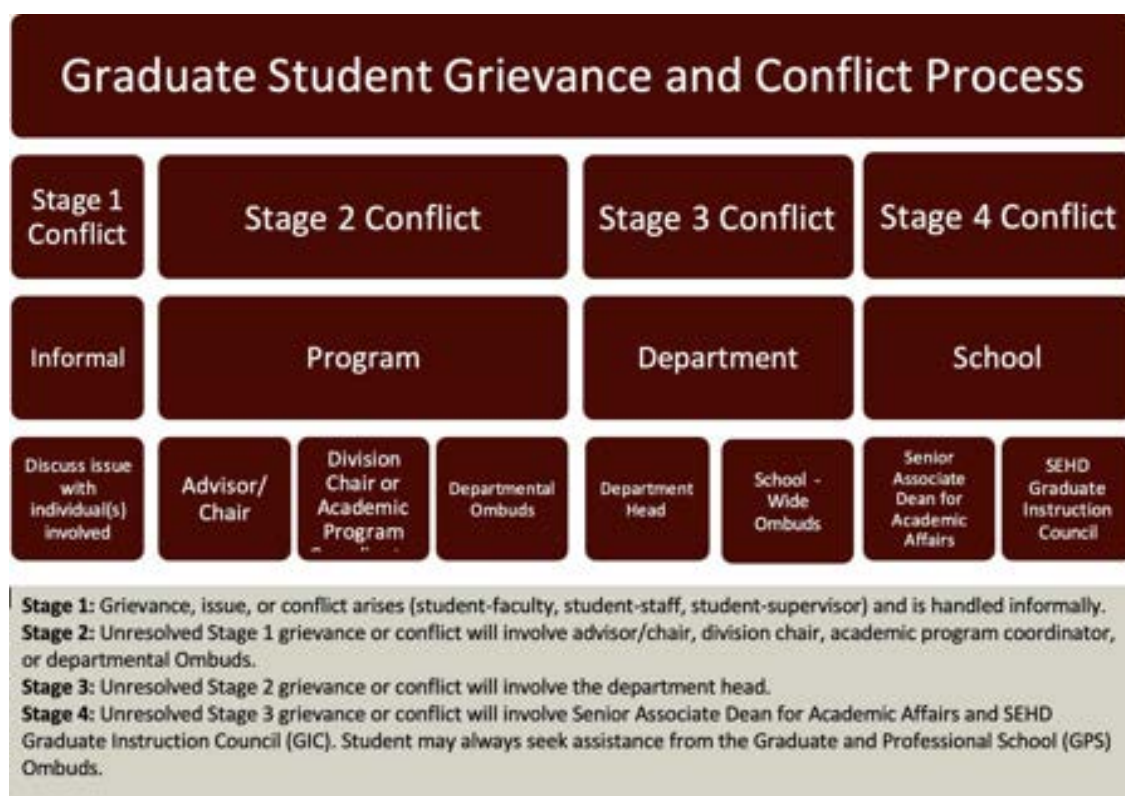 Graduate Student Grievance and Conflict Process
Stage 1
Conflict
Stage 2 Conflict
Stage 3 Conflict
Stage 4 Conflict
Informal
Program
Department
School
Discuss issue
with
individual(s)
involved
Advisor/
Chair
Division
Chair or
Academic
Program
Departmental
Ombuds
Department
Head
School -
Wide
Ombuds
Senior
Associate
Dean for
Academic
Affairs
SEHD
Graduate
Instruction
Council
Stage 1: Grievance, issue, or conflict arises (student-faculty, student-staff, student-supervisor) and is handled informally.
Stage 2: Unresolved Stage 1 grievance or conflict will involve advisor/chair, division chair, academic program coordinator,
or departmental Ombuds.
Stage 3: Unresolved Stage 2 grievance or conflict will involve the department head.
Stage 4: Unresolved Stage 3 grievance or conflict will involve Senior Associate Dean for Academic Affairs and SEHD
Graduate Instruction Council (GIC). Student may always seek assistance from the Graduate and Professional School (GPS)
Ombuds.